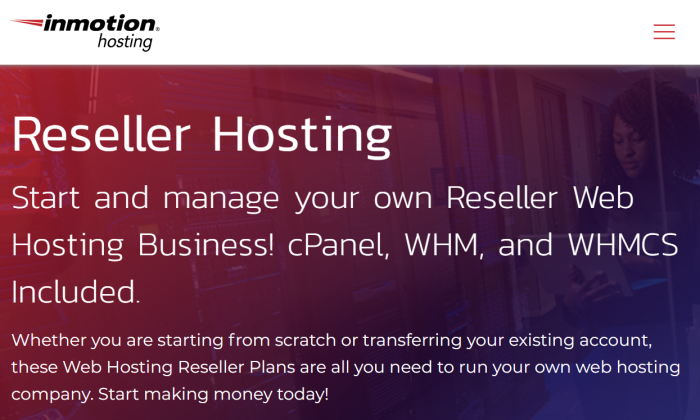 inmotion®
hosting
Reseller Hosting
Start and manage your own Reseller Web
Hosting Business! cPanel, WHM, and WHMCS
Included.
Whether you are starting from scratch or transferring your existing account,
these Web Hosting Reseller Plans are all you need to run your own web hosting
company. Start making money today!